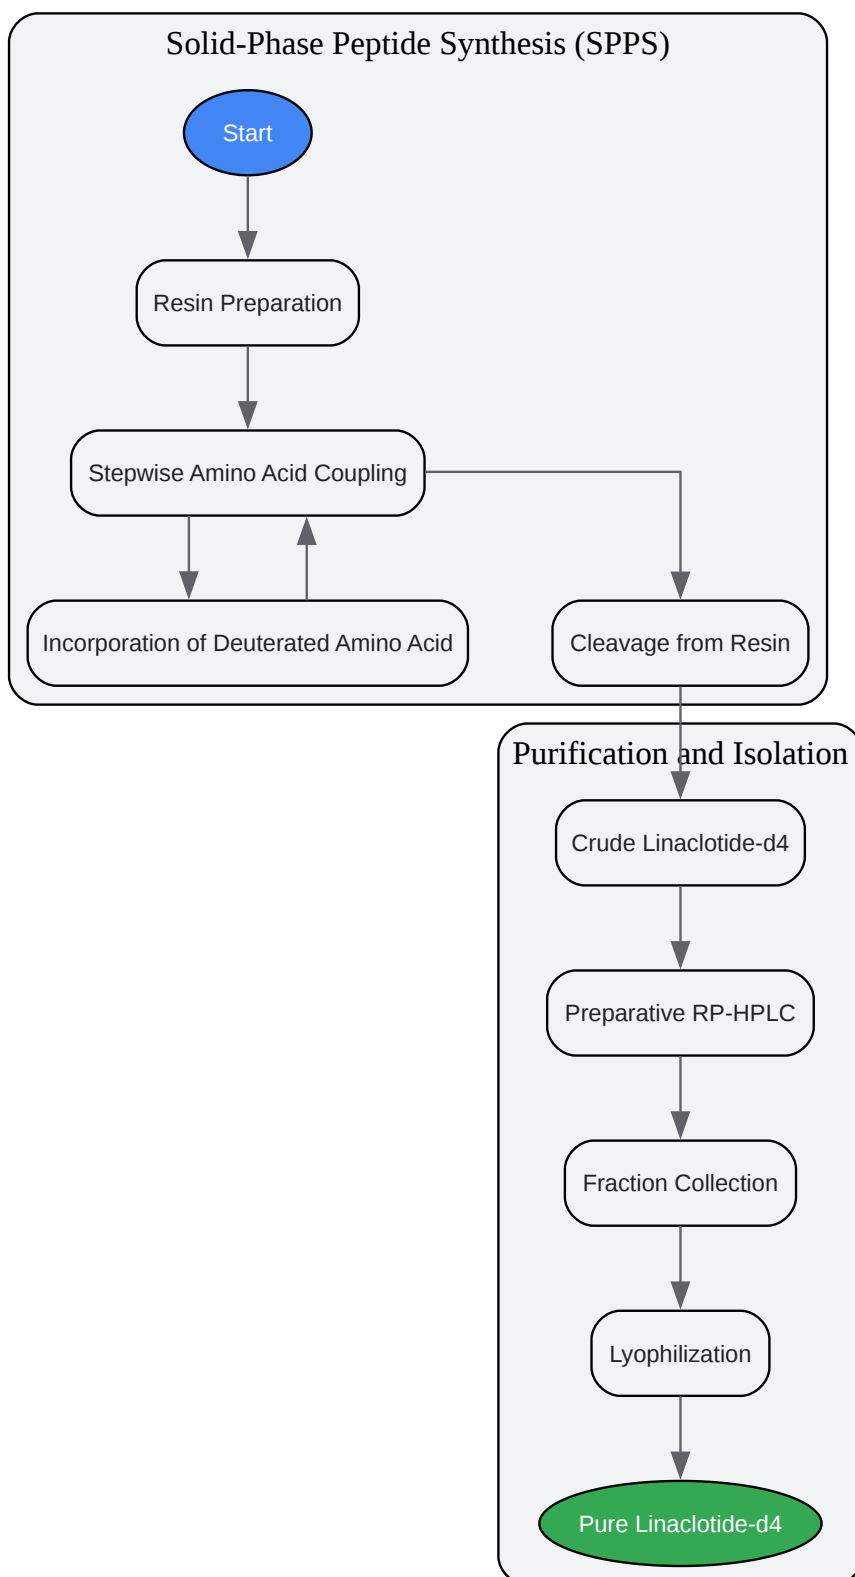 Solid-Phase Peptide Synthesis (SPPS)
Start
Resin Preparation
Stepwise Amino Acid Coupling
Incorporation of Deuterated Amino Acid
Cleavage from Resin
Purification and Isolation
Crude Linaclotide-d4
Preparative RP-HPLC
Fraction Collection
Lyophilization
Pure Linaclotide-d4